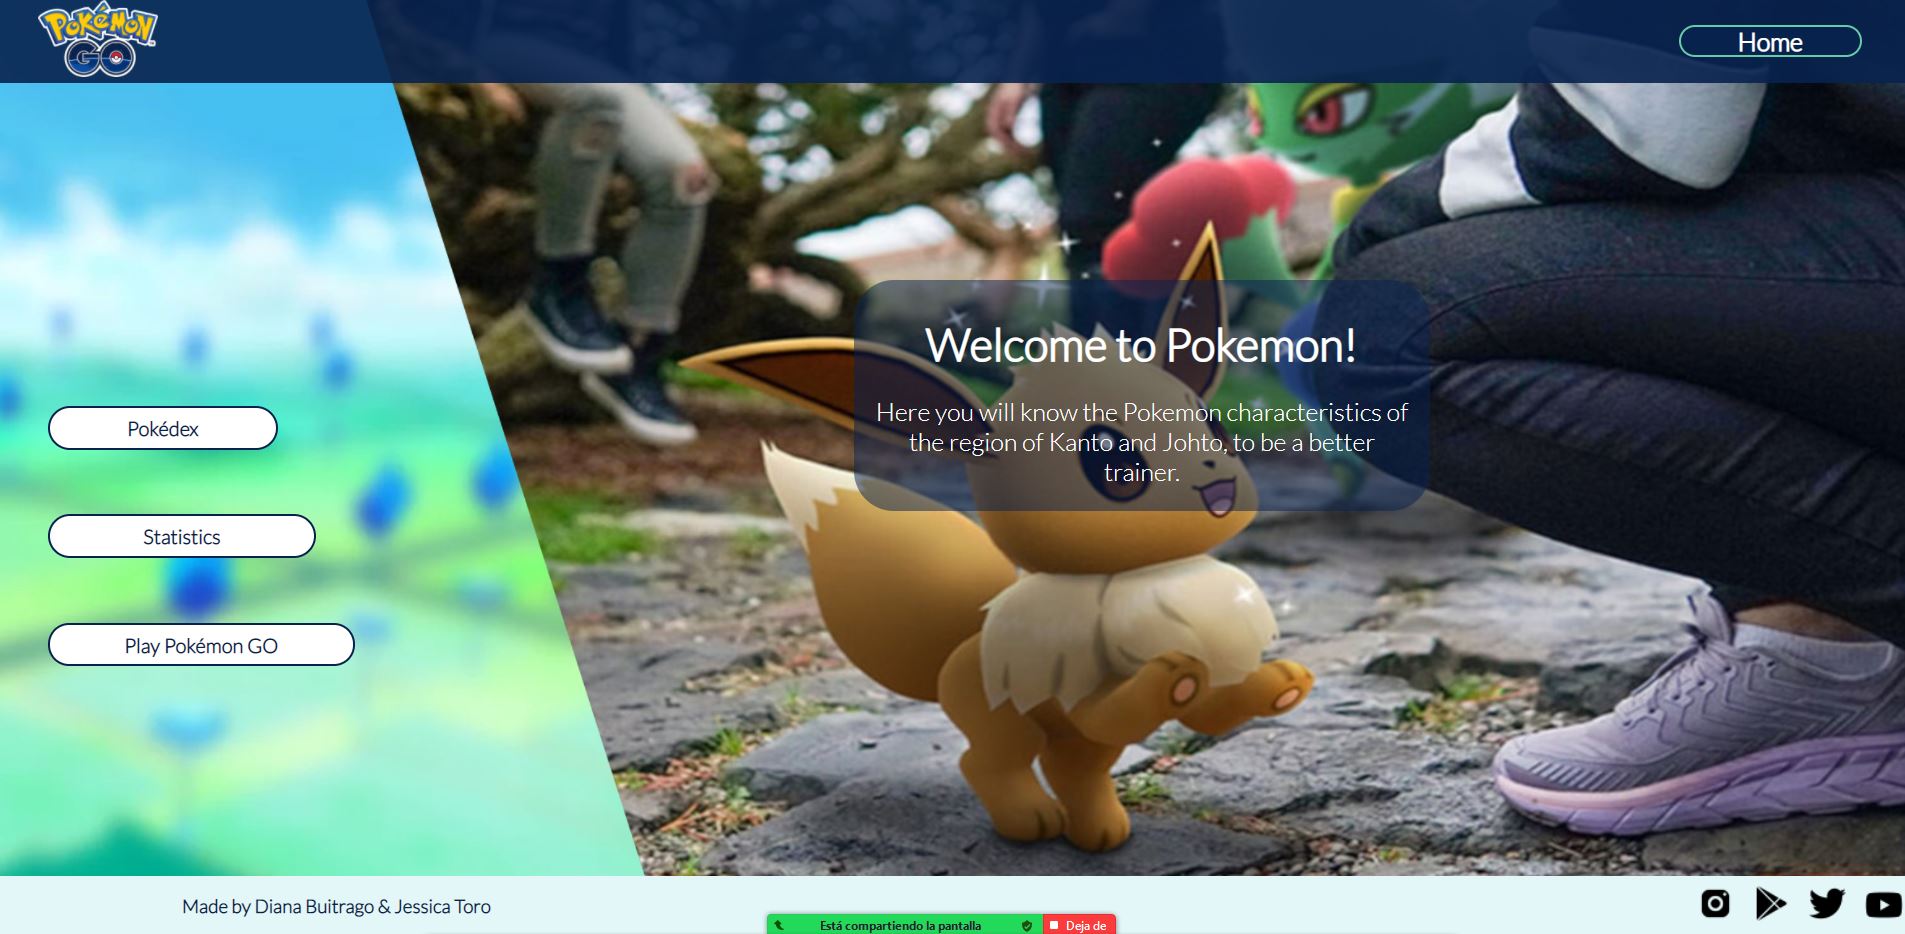 POKÉMON
GO
Home
Welcome to Pokemon!
Here you will know the Pokemon characteristics of
the region of Kanto and Johto, to be a better
trainer.
Pokédex
Statistics
Play Pokémon GO
Made by Diana Buitrago & Jessica Toro
Está compartiendo la pantalla
Deja de